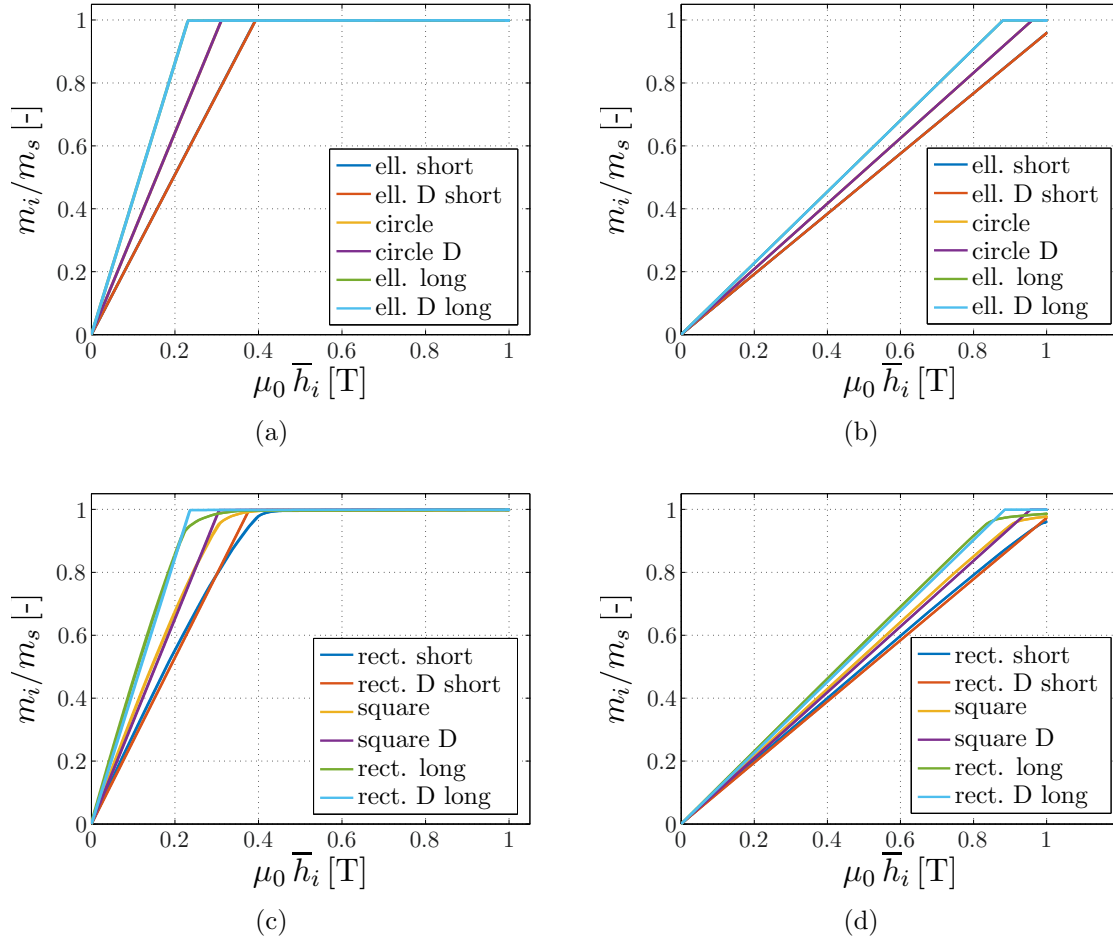 1
0.8
0.6
0.4
0.2
0
m_i/m_s [-]
ell. short
ell. D short
circle
circle D
ell. long
ell. D long
0 0.2 0.4 0.6 0.8 1
μ_0 h̅_i [T]
(a)
1
0.8
0.6
0.4
0.2
0
m_i/m_s [-]
ell. short
ell. D short
circle
circle D
ell. long
ell. D long
0 0.2 0.4 0.6 0.8 1
μ_0 h̅_i [T]
(b)
1
0.8
0.6
0.4
0.2
0
m_i/m_s [-]
rect. short
rect. D short
square
square D
rect. long
rect. D long
0 0.2 0.4 0.6 0.8 1
μ_0 h̅_i [T]
(c)
1
0.8
0.6
0.4
0.2
0
m_i/m_s [-]
rect. short
rect. D short
square
square D
rect. long
rect. D long
0 0.2 0.4 0.6 0.8 1
μ_0 h̅_i [T]
(d)